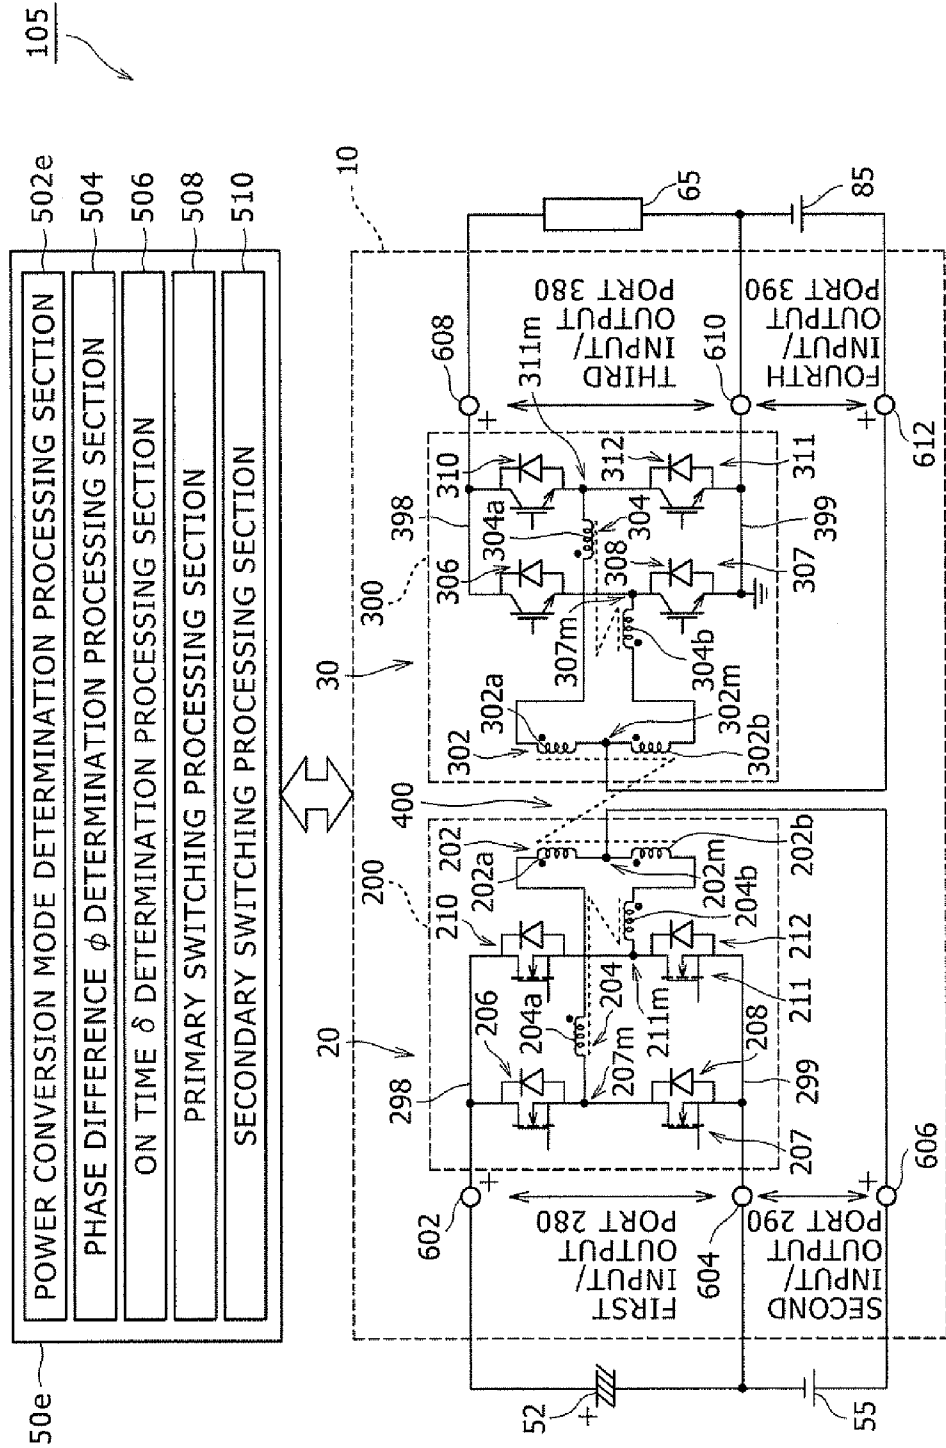 105
POWER CONVERSION MODE DETERMINATION PROCESSING SECTION
502e
PHASE DIFFERENCE φ DETERMINATION PROCESSING SECTION
504
ON TIME δ DETERMINATION PROCESSING SECTION
506
PRIMARY SWITCHING PROCESSING SECTION
508
SECONDARY SWITCHING PROCESSING SECTION
510
50e
10
20
200
400
30
300
298
206
210
202
202a
302
302a
306
398
310
608
65
602
+
204a
204
207m
211m
204b
202m
202b
302m
302b
304a
304
304b
307m
308
311m
312
+
52
+
FIRST
INPUT/
OUTPUT
PORT 280
THIRD
INPUT/
OUTPUT
PORT 380
604
207
208
299
211
212
307
399
311
610
55
SECOND
INPUT/
OUTPUT
PORT 290
+
606
FOURTH
INPUT/
OUTPUT
PORT 390
+
612
85